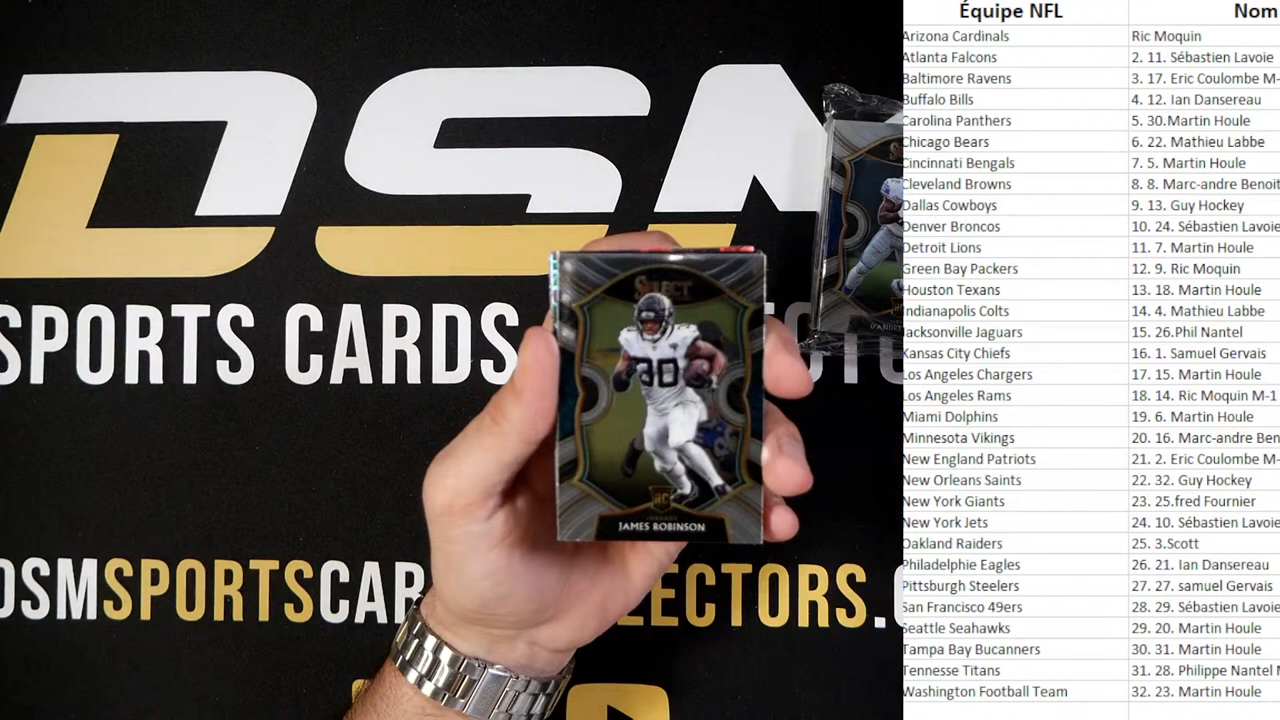 DSM
SPORTS CARDS
DSMSPORTSCAR
ECTORS.
SELECT
RC
JAMES ROBINSON
Équipe NFL Nom
Arizona Cardinals Ric Moquin
Atlanta Falcons 2. 11. Sébastien Lavoie
Baltimore Ravens 3. 17. Eric Coulombe M-
Buffalo Bills 4. 12. Ian Dansereau
Carolina Panthers 5. 30.Martin Houle
Chicago Bears 6. 22. Mathieu Labbe
Cincinnati Bengals 7. 5. Martin Houle
Cleveland Browns 8. 8. Marc-andre Benoit
Dallas Cowboys 9. 13. Guy Hockey
Denver Broncos 10. 24. Sébastien Lavoie
Detroit Lions 11. 7. Martin Houle
Green Bay Packers 12. 9. Ric Moquin
Houston Texans 13. 18. Martin Houle
Indianapolis Colts 14. 4. Mathieu Labbe
Jacksonville Jaguars 15. 26.Phil Nantel
Kansas City Chiefs 16. 1. Samuel Gervais
Los Angeles Chargers 17. 15. Martin Houle
Los Angeles Rams 18. 14. Ric Moquin M-1
Miami Dolphins 19. 6. Martin Houle
Minnesota Vikings 20. 16. Marc-andre Ben
New England Patriots 21. 2. Eric Coulombe M-
New Orleans Saints 22. 32. Guy Hockey
New York Giants 23. 25.fred Fournier
New York Jets 24. 10. Sébastien Lavoie
Oakland Raiders 25. 3.Scott
Philadelphia Eagles 26. 21. Ian Dansereau
Pittsburgh Steelers 27. 27. samuel Gervais
San Francisco 49ers 28. 29. Sébastien Lavoie
Seattle Seahawks 29. 20. Martin Houle
Tampa Bay Bucanners 30. 31. Martin Houle
Tennesse Titans 31. 28. Philippe Nantel M
Washington Football Team 32. 23. Martin Houle